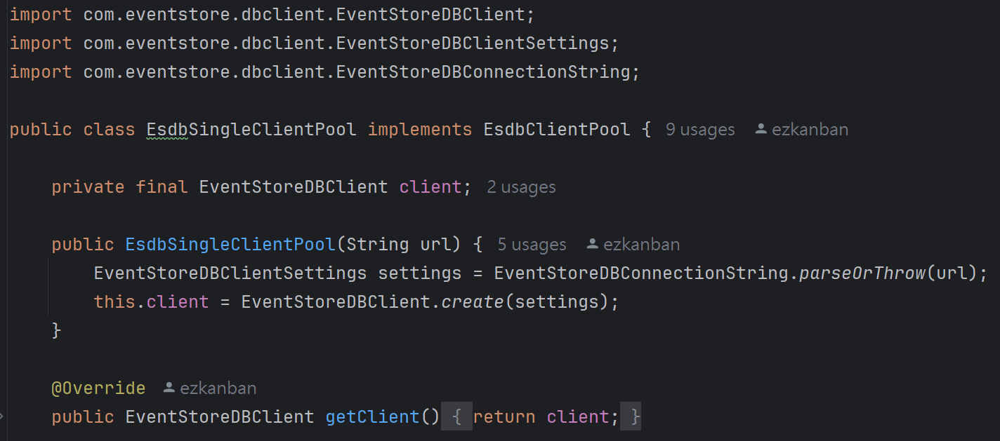 import com.eventstore.dbclient.EventStoreDBClient;
import com.eventstore.dbclient.EventStoreDBClientSettings;
import com.eventstore.dbclient.EventStoreDBConnectionString;
public class EsdbSingleClientPool implements EsdbClientPool { 9 usages ezkanban
private final EventStoreDBClient client; 2 usages
public EsdbSingleClientPool(String url) { 5 usages ezkanban
EventStoreDBClientSettings settings = EventStoreDBConnectionString.parseOrThrow(url);
this.client = EventStoreDBClient.create(settings);
}
@Override ezkanban
public EventStoreDBClient getClient() { return client; }